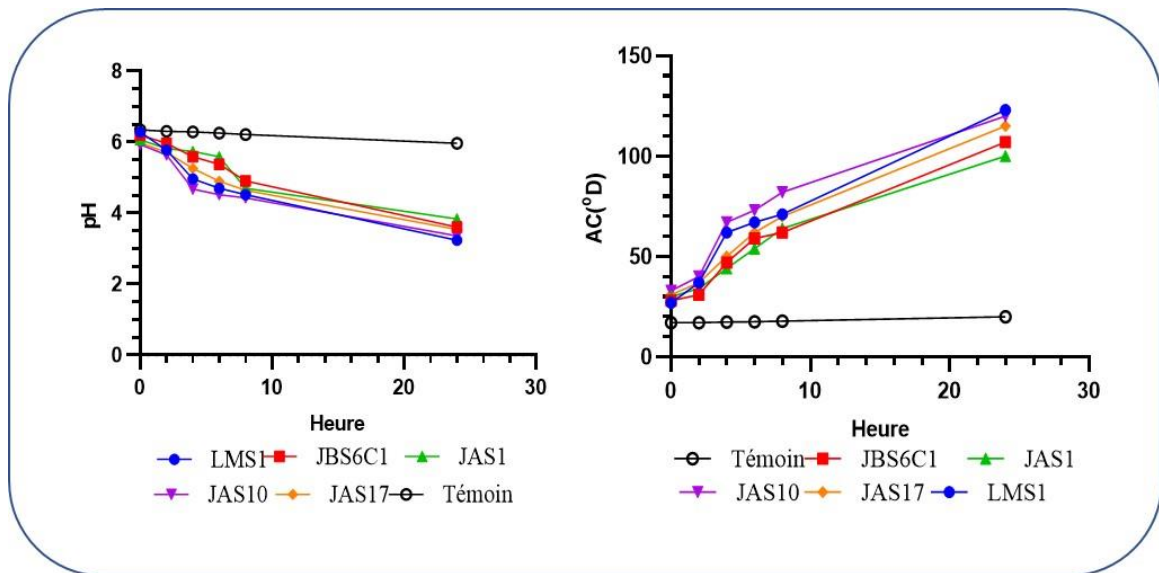 8
6
4
2
0
pH
0 10 20 30
Heure
LMS1 JBS6C1 JAS1
JAS10 JAS17 Témoin
150
100
50
0
AC(⁰D)
0 10 20 30
Heure
Témoin JBS6C1 JAS1
JAS10 JAS17 LMS1